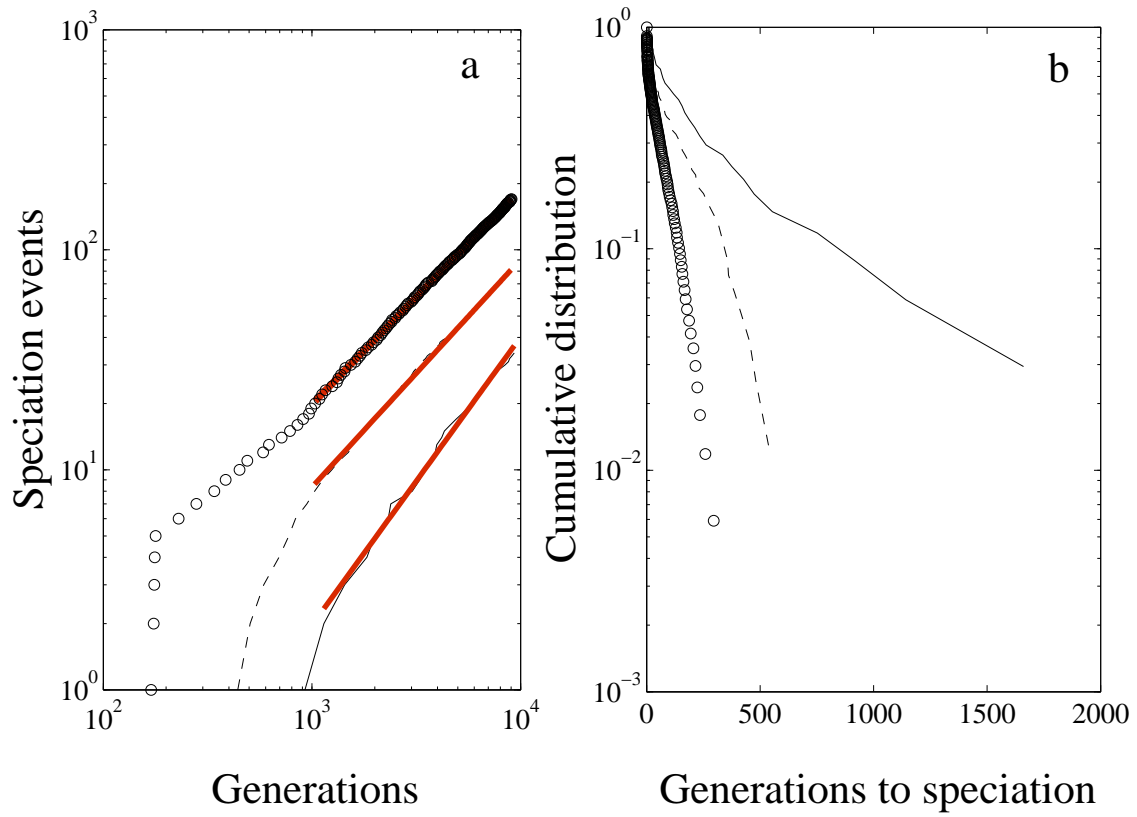 a
10^3
10^2
10^1
10^0
10^2
10^3
10^4
Speciation events
Generations
b
10^0
10^-1
10^-2
10^-3
0
500
1000
1500
2000
Cumulative distribution
Generations to speciation